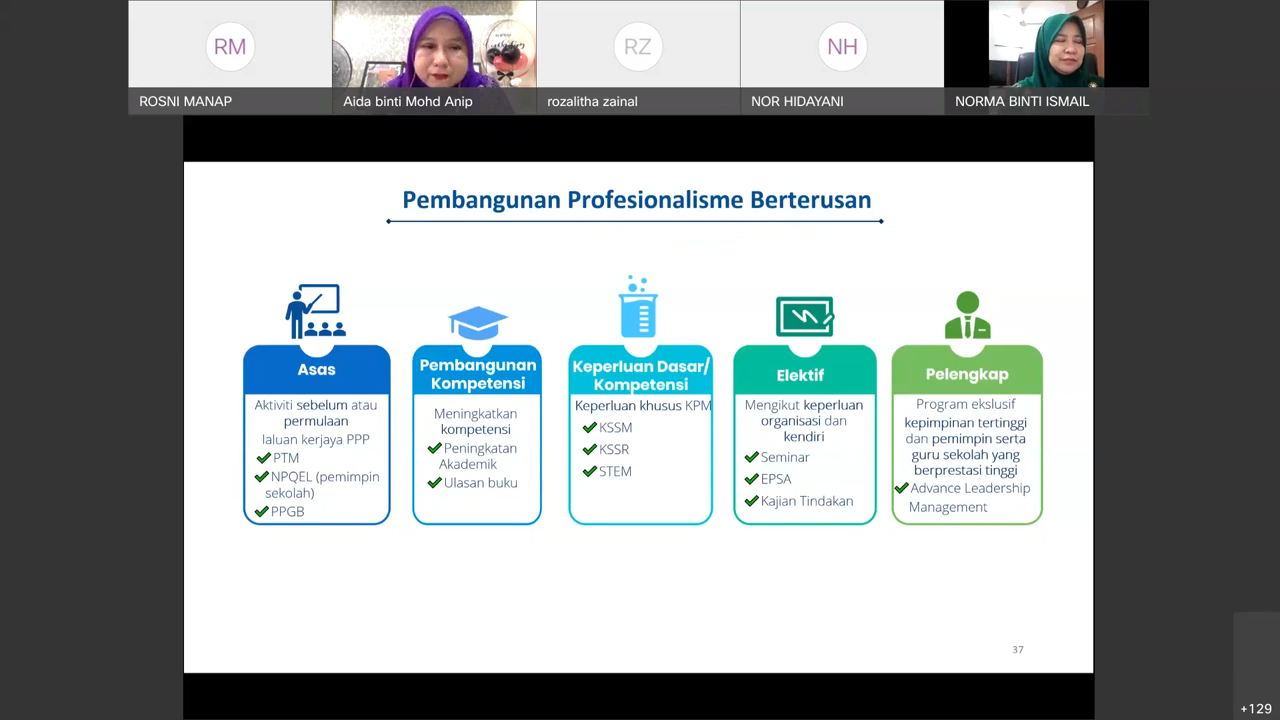 RM
RZ
NH
ROSNI MANAP
Aida binti Mohd Anip
rozalitha zainal
NOR HIDAYANI
NORMA BINTI ISMAIL
Pembangunan Profesionalisme Berterusan
Asas
Aktiviti sebelum atau
permulaan
laluan kerjaya PPP
PTM
NPQEL (pemimpin
sekolah)
PPGB
Pembangunan
Kompetensi
Meningkatkan
kompetensi
Peningkatan
Akademik
Ulasan buku
Keperluan Dasar/
Kompetensi
Keperluan khusus KPM
KSSM
KSSR
STEM
Elektif
Mengikut keperluan
organisasi dan
kendiri
Seminar
EPSA
Kajian Tindakan
Pelengkap
Program ekslusif
kepimpinan tertinggi
dan pemimpin serta
guru sekolah yang
berprestasi tinggi
Advance Leadership
Management
37
+129